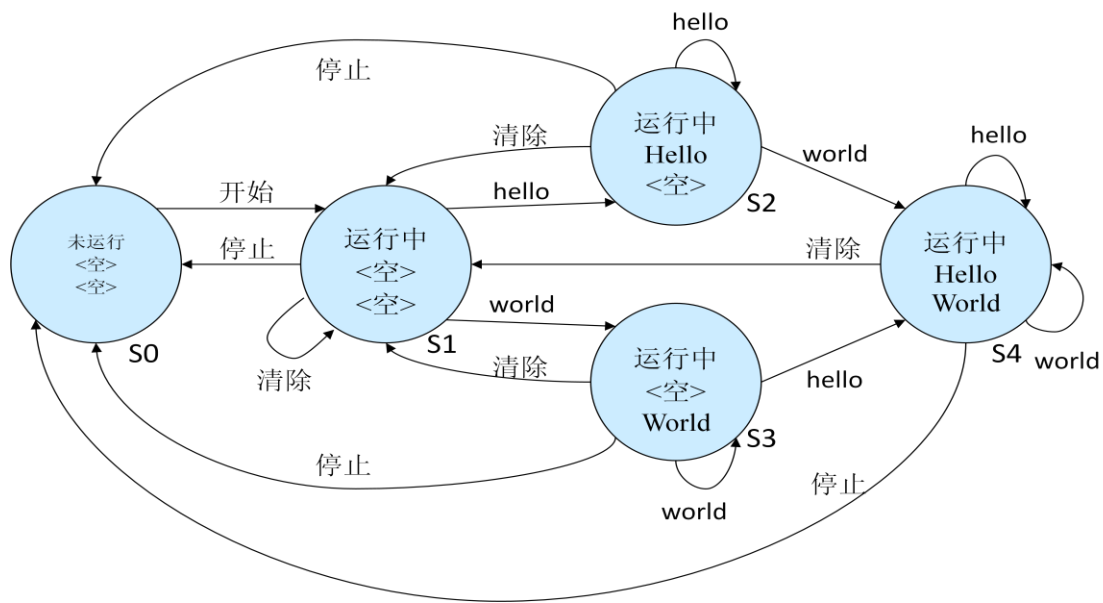 hello
停止
运行中
Hello
<空>
S2
清除
world
hello
开始
hello
未运行
<空>
<空>
S0
停止
运行中
<空>
<空>
S1
清除
运行中
Hello
World
S4
world
world
清除
清除
运行中
<空>
World
S3
hello
停止
world
停止